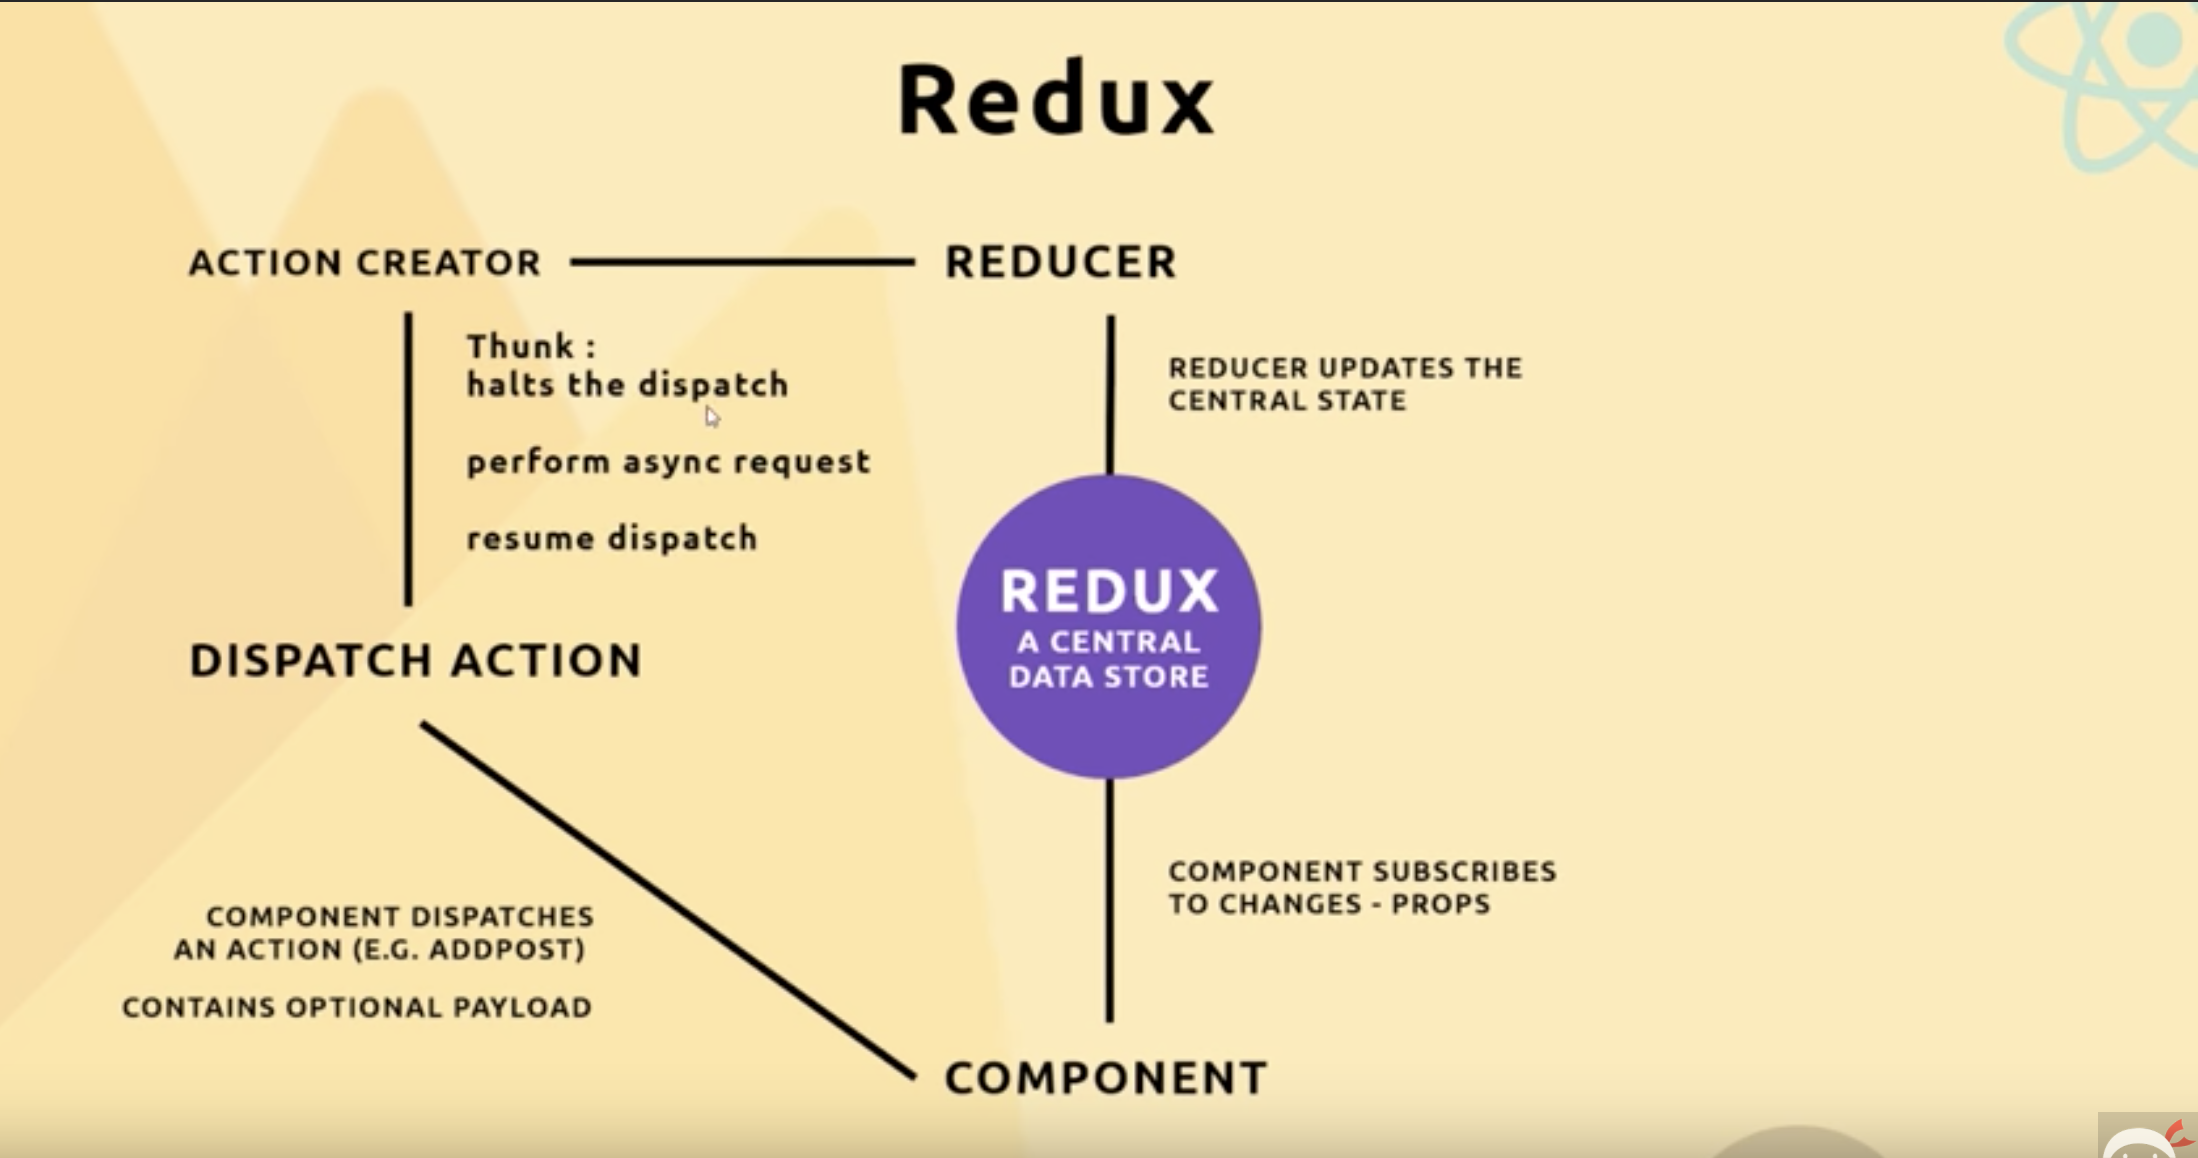 Redux
ACTION CREATOR
REDUCER
Thunk :
halts the dispatch
perform async request
resume dispatch
REDUCER UPDATES THE
CENTRAL STATE
REDUX
A CENTRAL
DATA STORE
DISPATCH ACTION
COMPONENT DISPATCHES
AN ACTION (E.G. ADDPOST)
CONTAINS OPTIONAL PAYLOAD
COMPONENT SUBSCRIBES
TO CHANGES - PROPS
COMPONENT